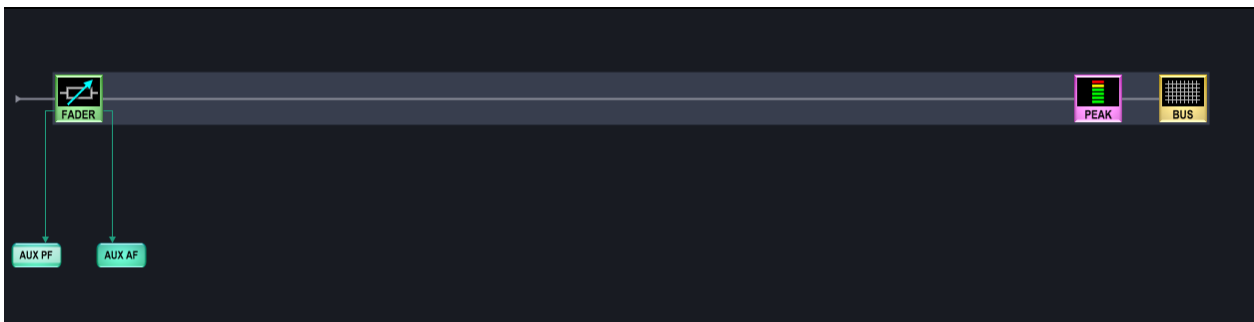 FADER
PEAK
BUS
AUX PF
AUX AF